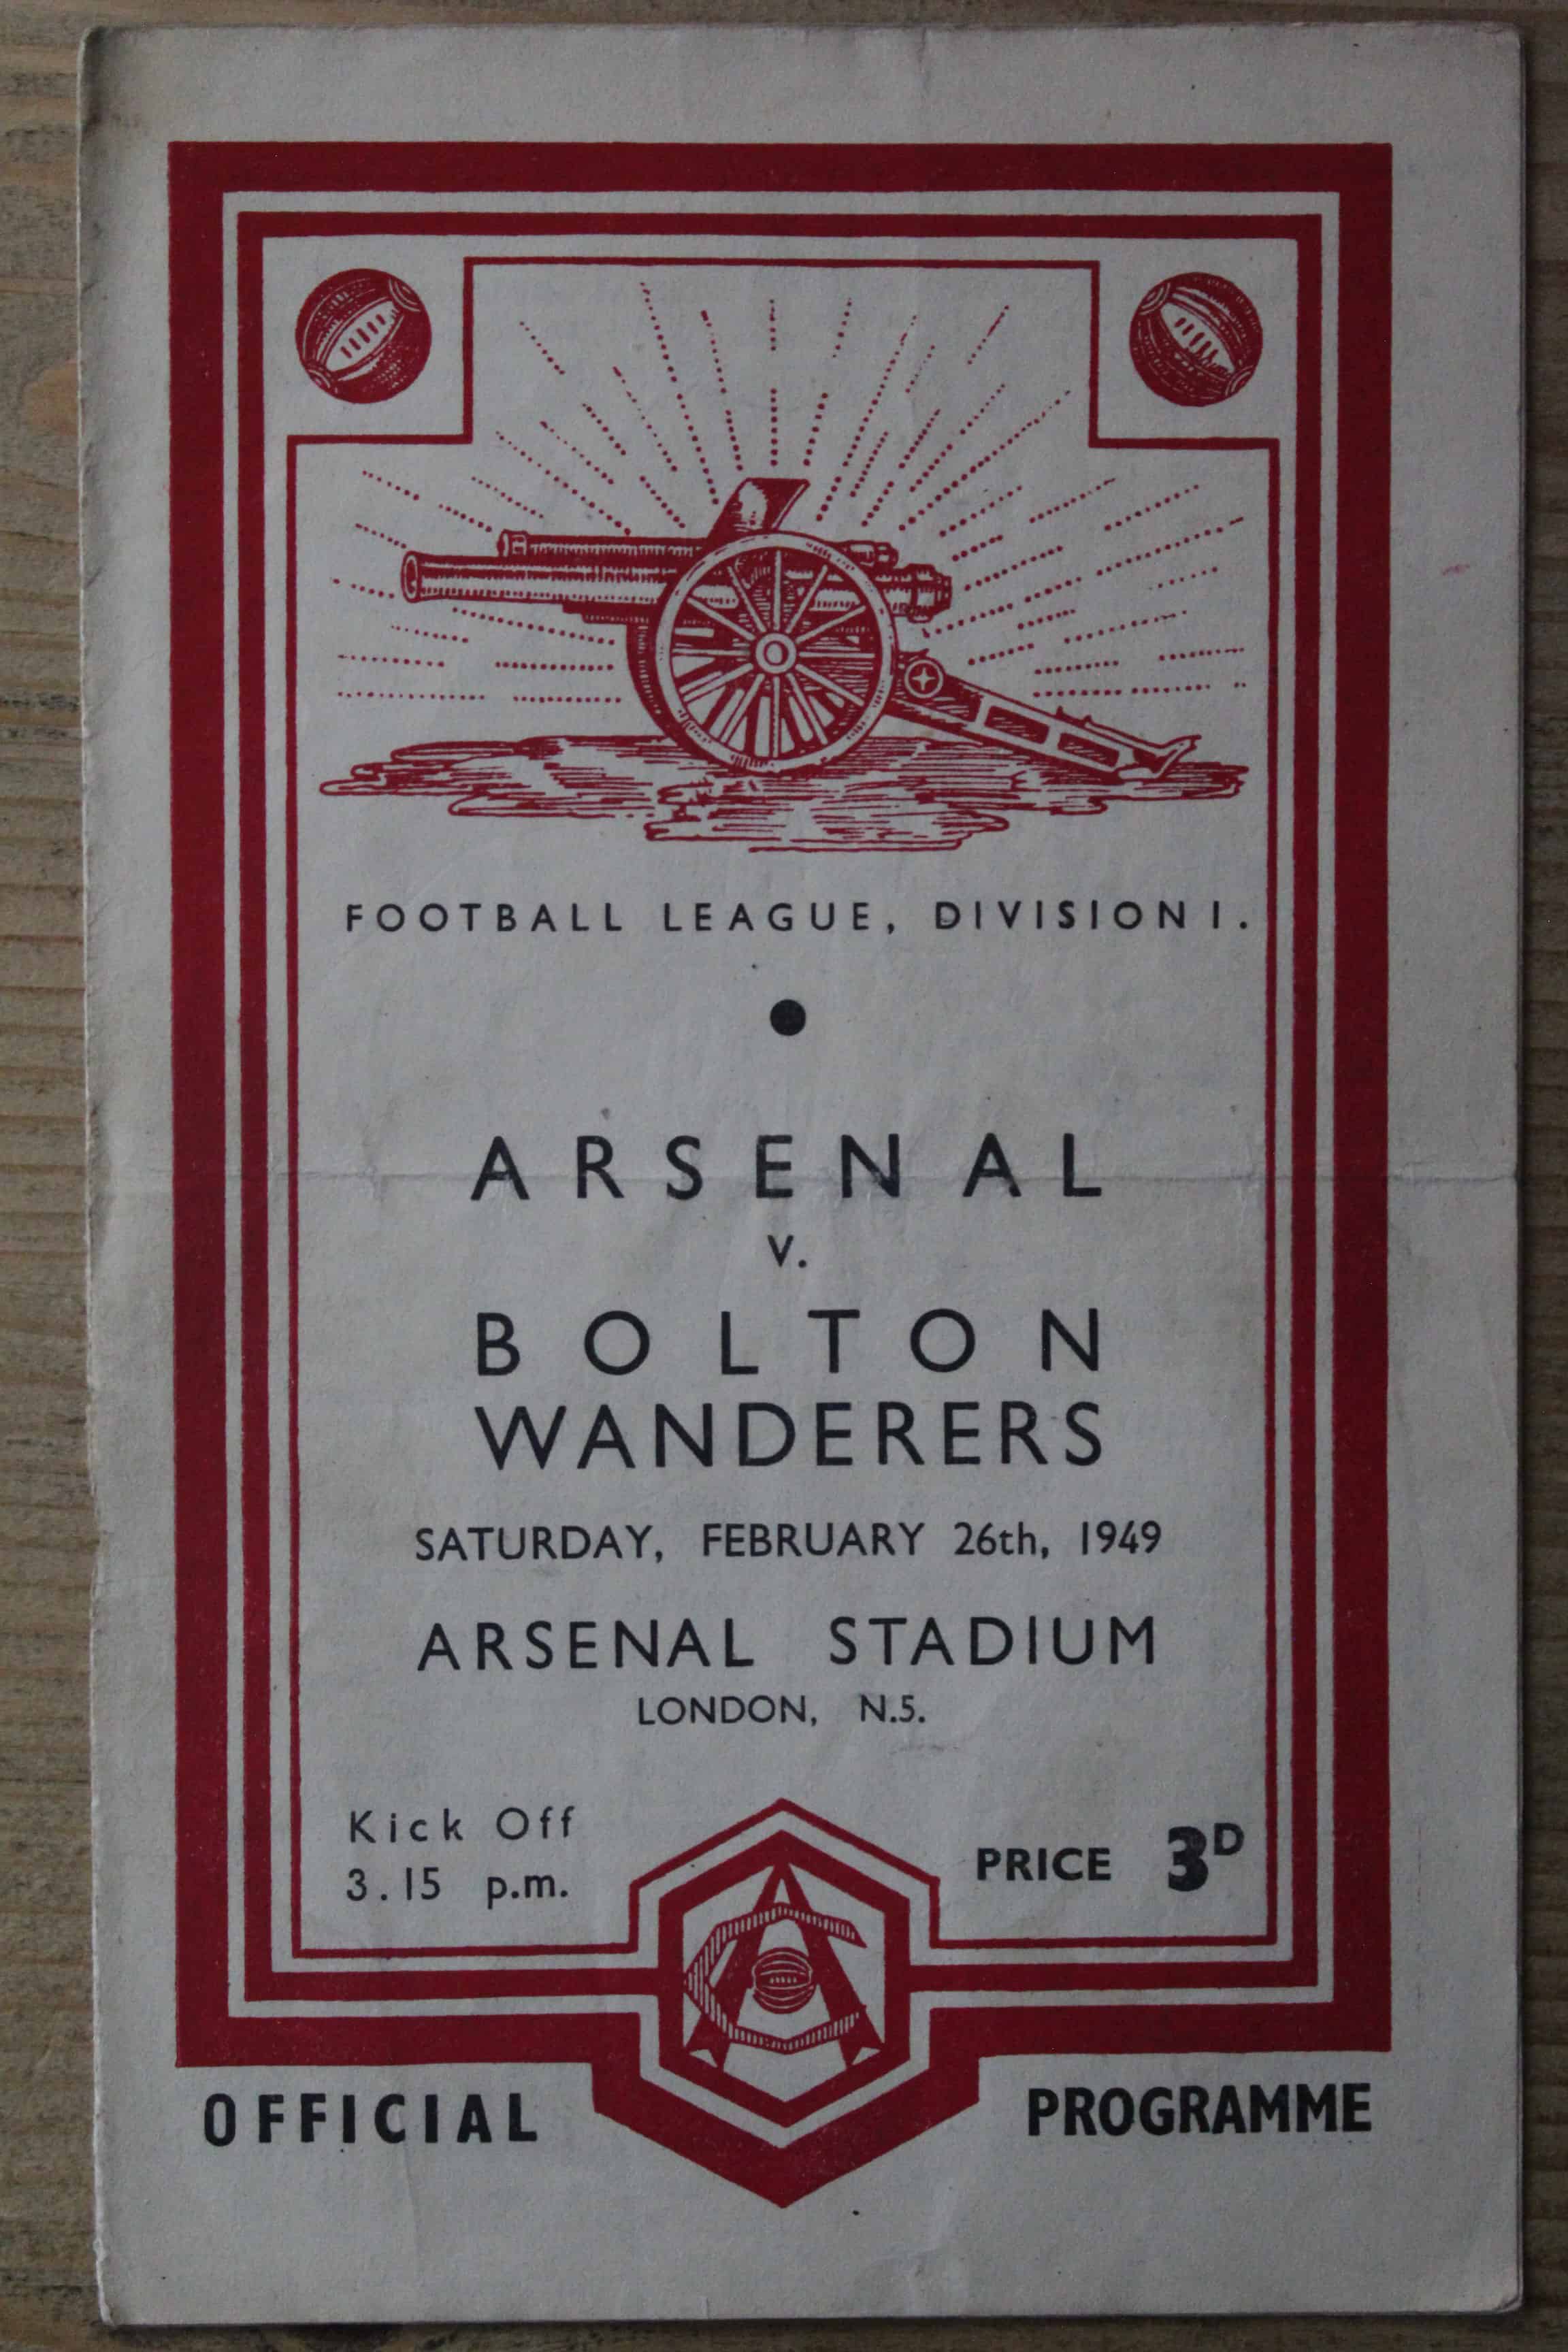 FOOTBALL LEAGUE, DIVISION I.
ARSENAL
V.
BOLTON
WANDERERS
SATURDAY, FEBRUARY 26th, 1949
ARSENAL STADIUM
LONDON, N.5.
Kick Off
3.15 p.m.
PRICE 3D
OFFICIAL PROGRAMME